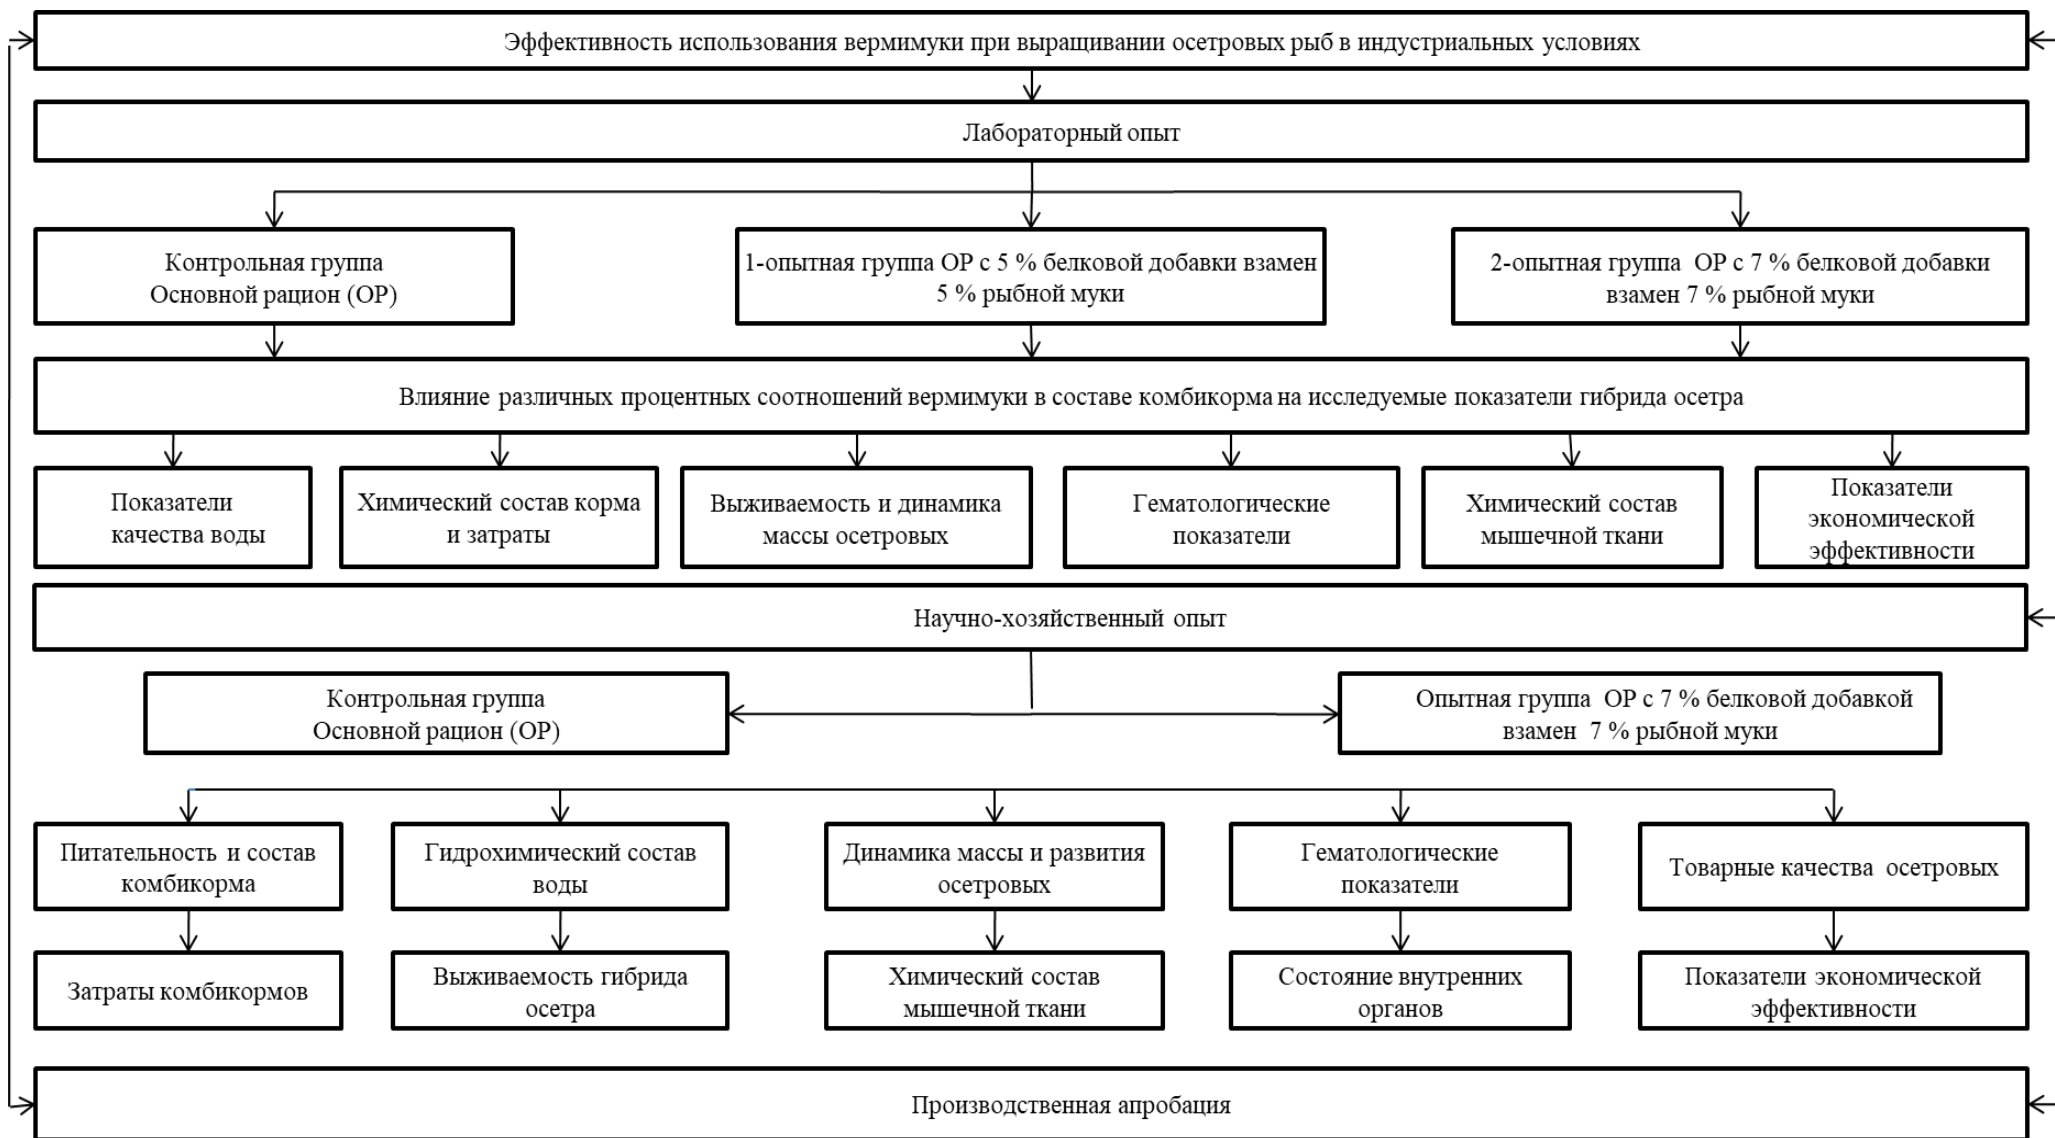 Эффективность использования вермимуки при выращивании осетровых рыб в индустриальных условиях
Лабораторный опыт
Контрольная группа
Основной рацион (ОР)
1-опытная группа ОР с 5 % белковой добавки взамен
5 % рыбной муки
2-опытная группа ОР с 7 % белковой добавки
взамен 7 % рыбной муки
Влияние различных процентных соотношений вермимуки в составе комбикорма на исследуемые показатели гибрида осетра
Показатели
качества воды
Химический состав корма
и затраты
Выживаемость и динамика
массы осетровых
Гематологические
показатели
Химический состав
мышечной ткани
Показатели
экономической
эффективности
Научно-хозяйственный опыт
Контрольная группа
Основной рацион (ОР)
Опытная группа ОР с 7 % белковой добавкой
взамен 7 % рыбной муки
Питательность и состав
комбикорма
Гидрохимический состав
воды
Динамика массы и развития
осетровых
Гематологические
показатели
Товарные качества осетровых
Затраты комбикормов
Выживаемость гибрида
осетра
Химический состав
мышечной ткани
Состояние внутренних
органов
Показатели экономической
эффективности
Производственная апробация